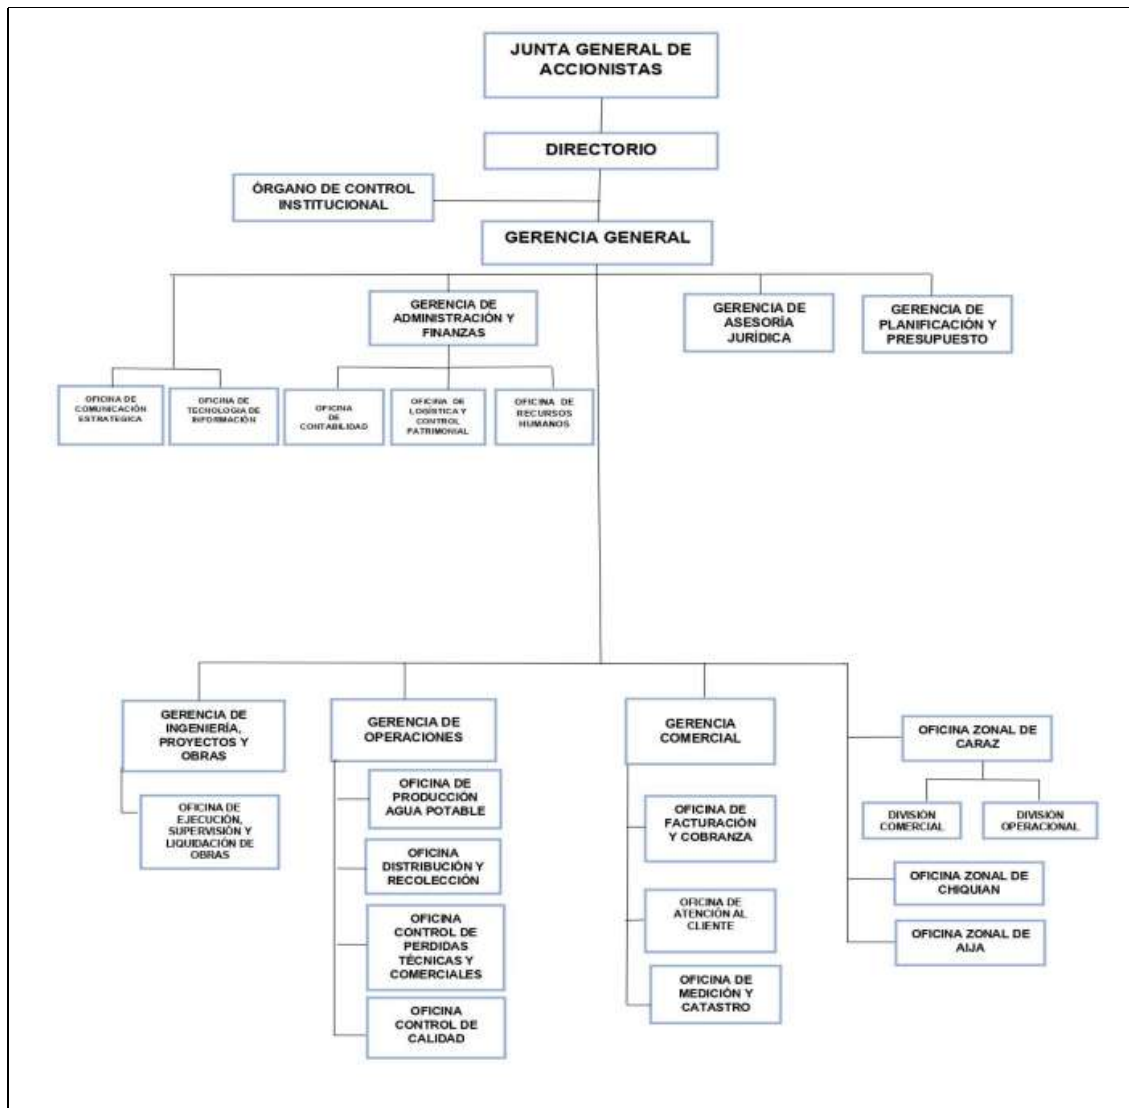 JUNTA GENERAL DE
ACCIONISTAS
DIRECTORIO
ÓRGANO DE CONTROL
INSTITUCIONAL
GERENCIA GENERAL
GERENCIA DE
ADMINISTRACIÓN Y
FINANZAS
GERENCIA DE
ASESORÍA
JURÍDICA
GERENCIA DE
PLANIFICACIÓN Y
PRESUPUESTO
OFICINA DE
COMUNICACIÓN
ESTRATEGICA
OFICINA DE
TECNOLOGIA DE
INFORMACIÓN
OFICINA
DE
CONTABILIDAD
OFICINA DE
LOGÍSTICA Y
CONTROL
PATRIMONIAL
OFICINA DE
RECURSOS
HUMANOS
GERENCIA DE
INGENIERÍA,
PROYECTOS Y
OBRAS
OFICINA DE
EJECUCIÓN,
SUPERVISIÓN Y
LIQUIDACIÓN DE
OBRAS
GERENCIA DE
OPERACIONES
OFICINA DE
PRODUCCIÓN
AGUA POTABLE
OFICINA
DISTRIBUCIÓN Y
RECOLECCIÓN
OFICINA
CONTROL DE
PERDIDAS
TÉCNICAS Y
COMERCIALES
OFICINA
CONTROL DE
CALIDAD
GERENCIA
COMERCIAL
OFICINA DE
FACTURACIÓN
Y COBRANZA
OFICINA DE
ATENCIÓN AL
CLIENTE
OFICINA DE
MEDICIÓN Y
CATASTRO
OFICINA ZONAL DE
CARAZ
DIVISIÓN
COMERCIAL
DIVISIÓN
OPERACIONAL
OFICINA ZONAL DE
CHIQUIAN
OFICINA ZONAL DE
AIJA